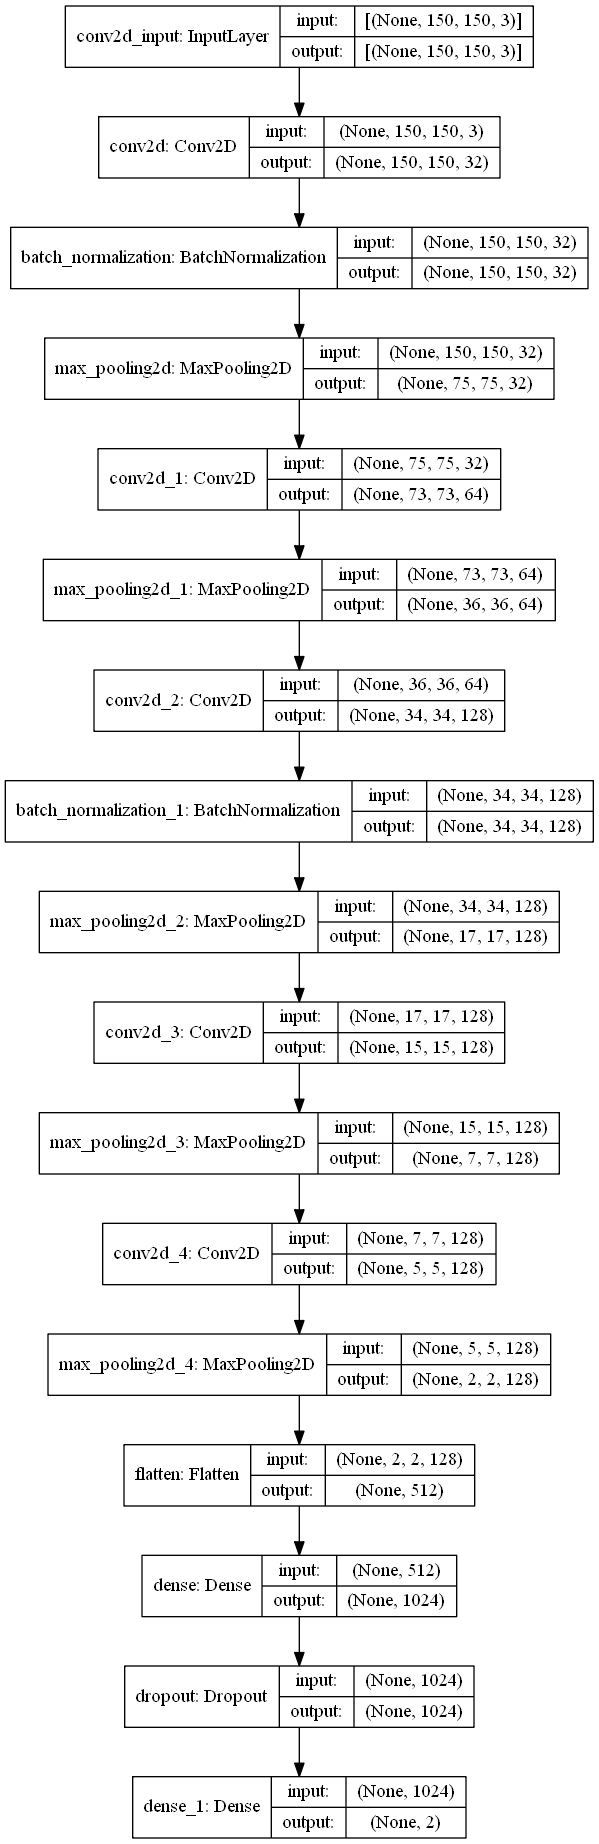 conv2d_input: InputLayer
input: [(None, 150, 150, 3)]
output: [(None, 150, 150, 3)]
conv2d: Conv2D
input: (None, 150, 150, 3)
output: (None, 150, 150, 32)
batch_normalization: BatchNormalization
input: (None, 150, 150, 32)
output: (None, 150, 150, 32)
max_pooling2d: MaxPooling2D
input: (None, 150, 150, 32)
output: (None, 75, 75, 32)
conv2d_1: Conv2D
input: (None, 75, 75, 32)
output: (None, 73, 73, 64)
max_pooling2d_1: MaxPooling2D
input: (None, 73, 73, 64)
output: (None, 36, 36, 64)
conv2d_2: Conv2D
input: (None, 36, 36, 64)
output: (None, 34, 34, 128)
batch_normalization_1: BatchNormalization
input: (None, 34, 34, 128)
output: (None, 34, 34, 128)
max_pooling2d_2: MaxPooling2D
input: (None, 34, 34, 128)
output: (None, 17, 17, 128)
conv2d_3: Conv2D
input: (None, 17, 17, 128)
output: (None, 15, 15, 128)
max_pooling2d_3: MaxPooling2D
input: (None, 15, 15, 128)
output: (None, 7, 7, 128)
conv2d_4: Conv2D
input: (None, 7, 7, 128)
output: (None, 5, 5, 128)
max_pooling2d_4: MaxPooling2D
input: (None, 5, 5, 128)
output: (None, 2, 2, 128)
flatten: Flatten
input: (None, 2, 2, 128)
output: (None, 512)
dense: Dense
input: (None, 512)
output: (None, 1024)
dropout: Dropout
input: (None, 1024)
output: (None, 1024)
dense_1: Dense
input: (None, 1024)
output: (None, 2)